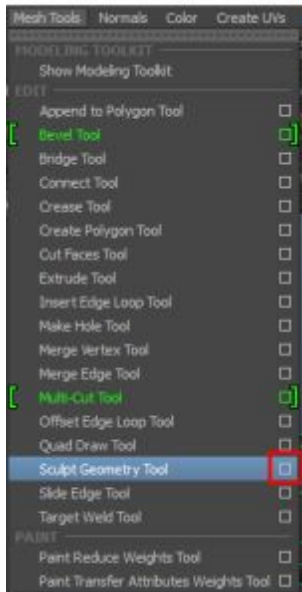 Mesh Tools Normals Color Create UVs
MODELING TOOLKIT
Show Modeling Toolkit
EDIT
Append to Polygon Tool
Bevel Tool
Bridge Tool
Connect Tool
Crease Tool
Create Polygon Tool
Cut Faces Tool
Extrude Tool
Insert Edge Loop Tool
Make Hole Tool
Merge Vertex Tool
Merge Edge Tool
Multi-Cut Tool
Offset Edge Loop Tool
Quad Draw Tool
Sculpt Geometry Tool
Slide Edge Tool
Target Weld Tool
PAINT
Paint Reduce Weights Tool
Paint Transfer Attributes Weights Tool